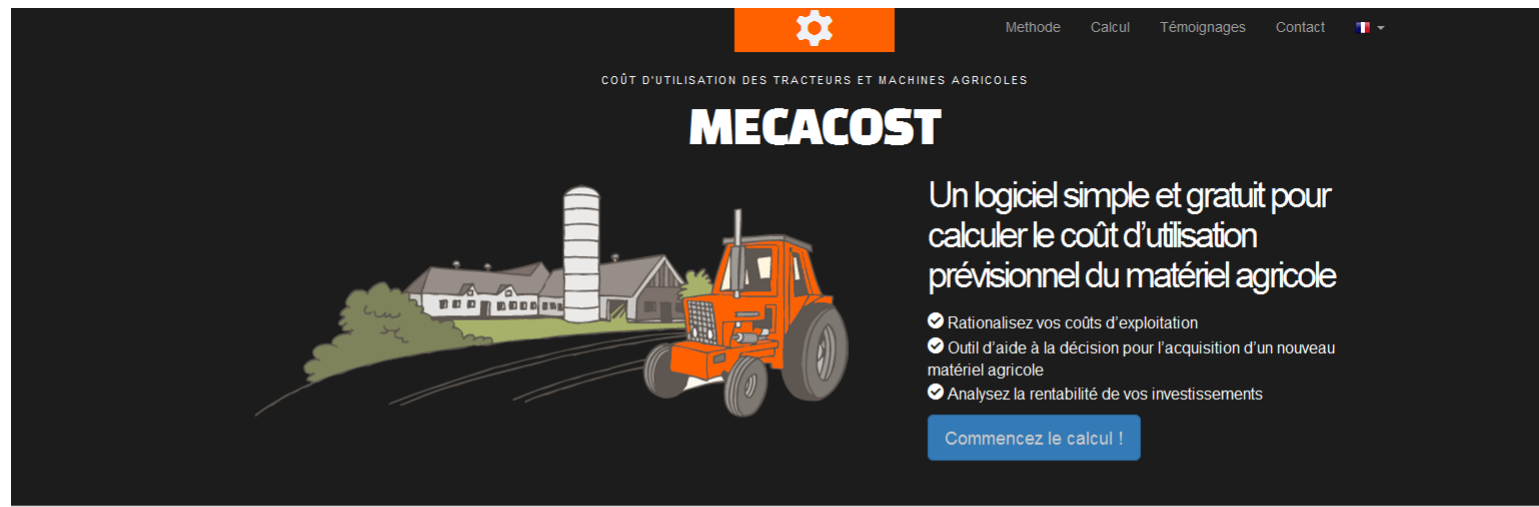 Methode Calcul Témoignages Contact
COÛT D'UTILISATION DES TRACTEURS ET MACHINES AGRICOLES
MECACOST
Un logiciel simple et gratuit pour
calculer le coût d’utilisation
prévisionnel du matériel agricole
Rationalisez vos coûts d’exploitation
Outil d’aide à la décision pour l’acquisition d’un nouveau
matériel agricole
Analysez la rentabilité de vos investissements
Commencez le calcul !